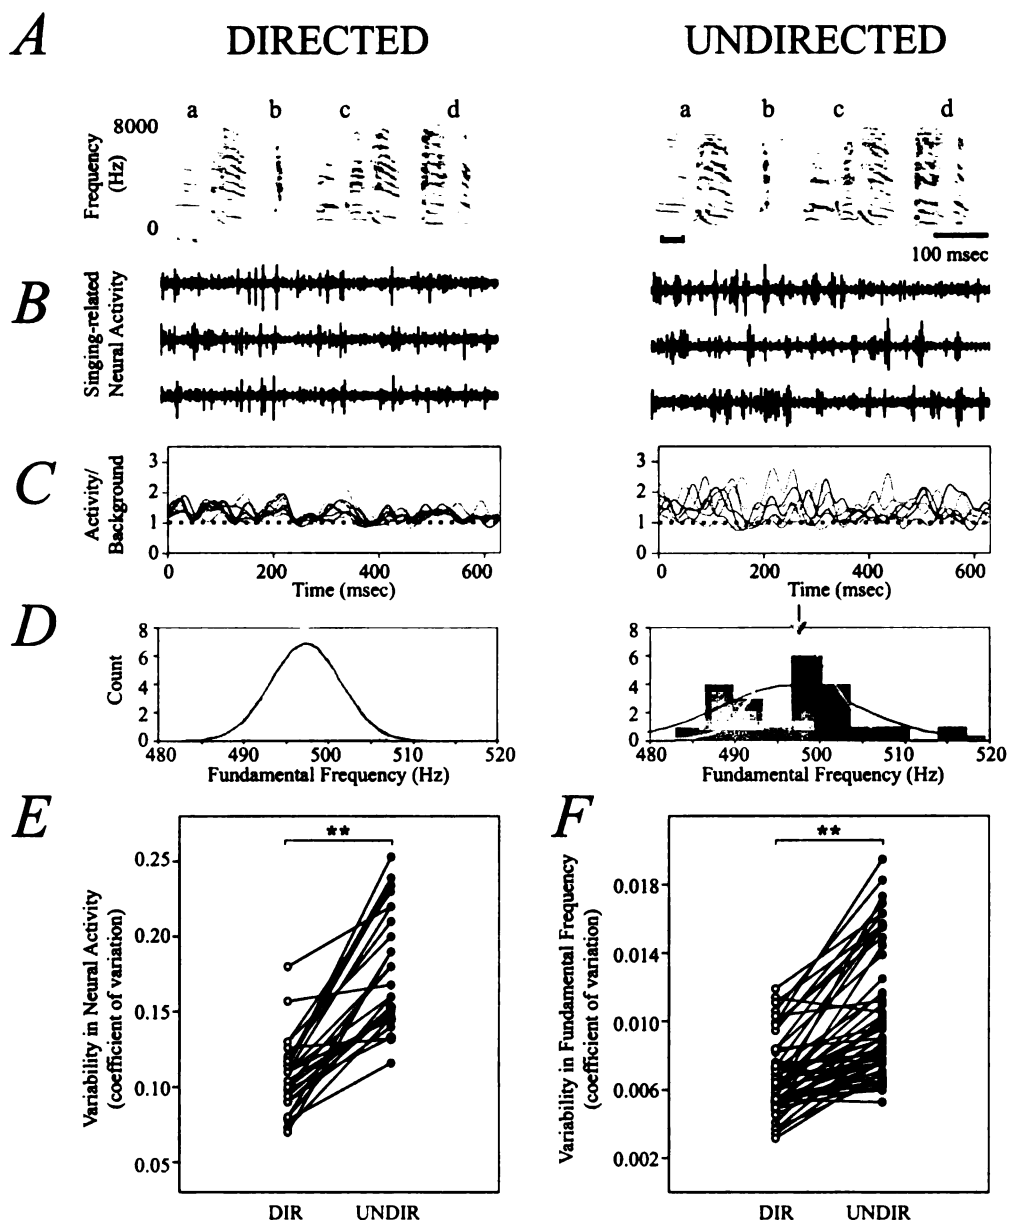 A
DIRECTED
UNDIRECTED
a b c d
a b c d
Frequency
(Hz)
8000
0
100 msec
B
Singing-related
Neural Activity
C
Activity/
Background
3
2
1
0
0 200 400 600
Time (msec)
3
2
1
0
0 200 400 600
Time (msec)
D
Count
8
6
4
2
0
480 490 500 510 520
Fundamental Frequency (Hz)
8
6
4
2
0
480 490 500 510 520
Fundamental Frequency (Hz)
E
Variability in Neural Activity
(coefficient of variation)
**
0.25
0.20
0.15
0.10
0.05
DIR UNDIR
F
Variability in Fundamental Frequency
(coefficient of variation)
**
0.018
0.014
0.010
0.006
0.002
DIR UNDIR